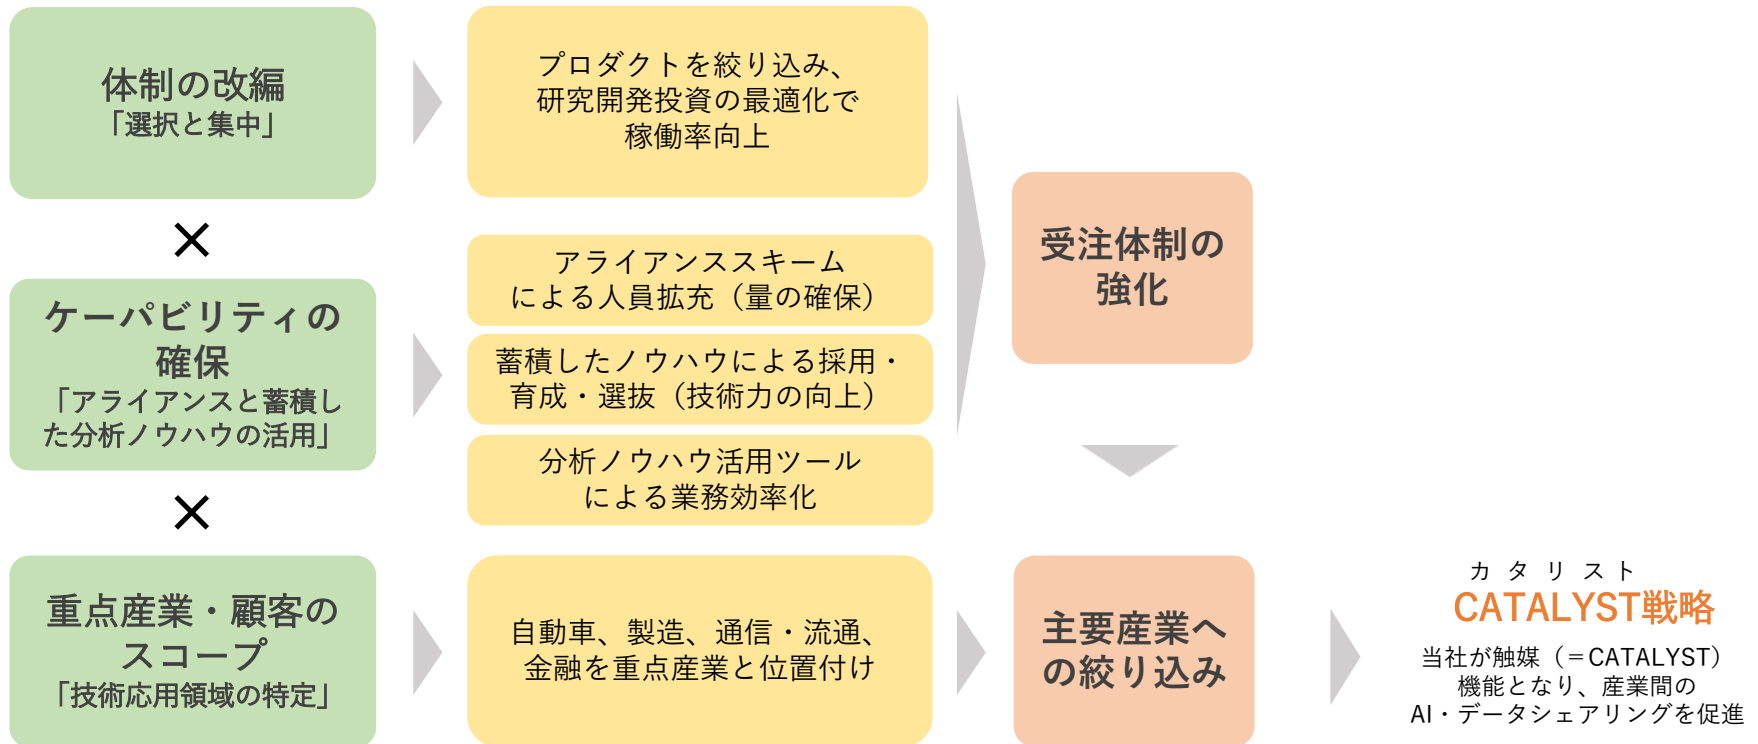 体制の改編
「選択と集中」
プロダクトを絞り込み、
研究開発投資の最適化で
稼働率向上
×
ケーパビリティの
確保
「アライアンスと蓄積し
た分析ノウハウの活用」
アライアンススキーム
による人員拡充（量の確保）
蓄積したノウハウによる採用・
育成・選抜（技術力の向上）
分析ノウハウ活用ツール
による業務効率化
受注体制の
強化
×
重点産業・顧客の
スコープ
「技術応用領域の特定」
自動車、製造、通信・流通、
金融を重点産業と位置付け
主要産業へ
の絞り込み
カタリスト
CATALYST戦略
当社が触媒（＝CATALYST）
機能となり、産業間の
AI・データシェアリングを促進